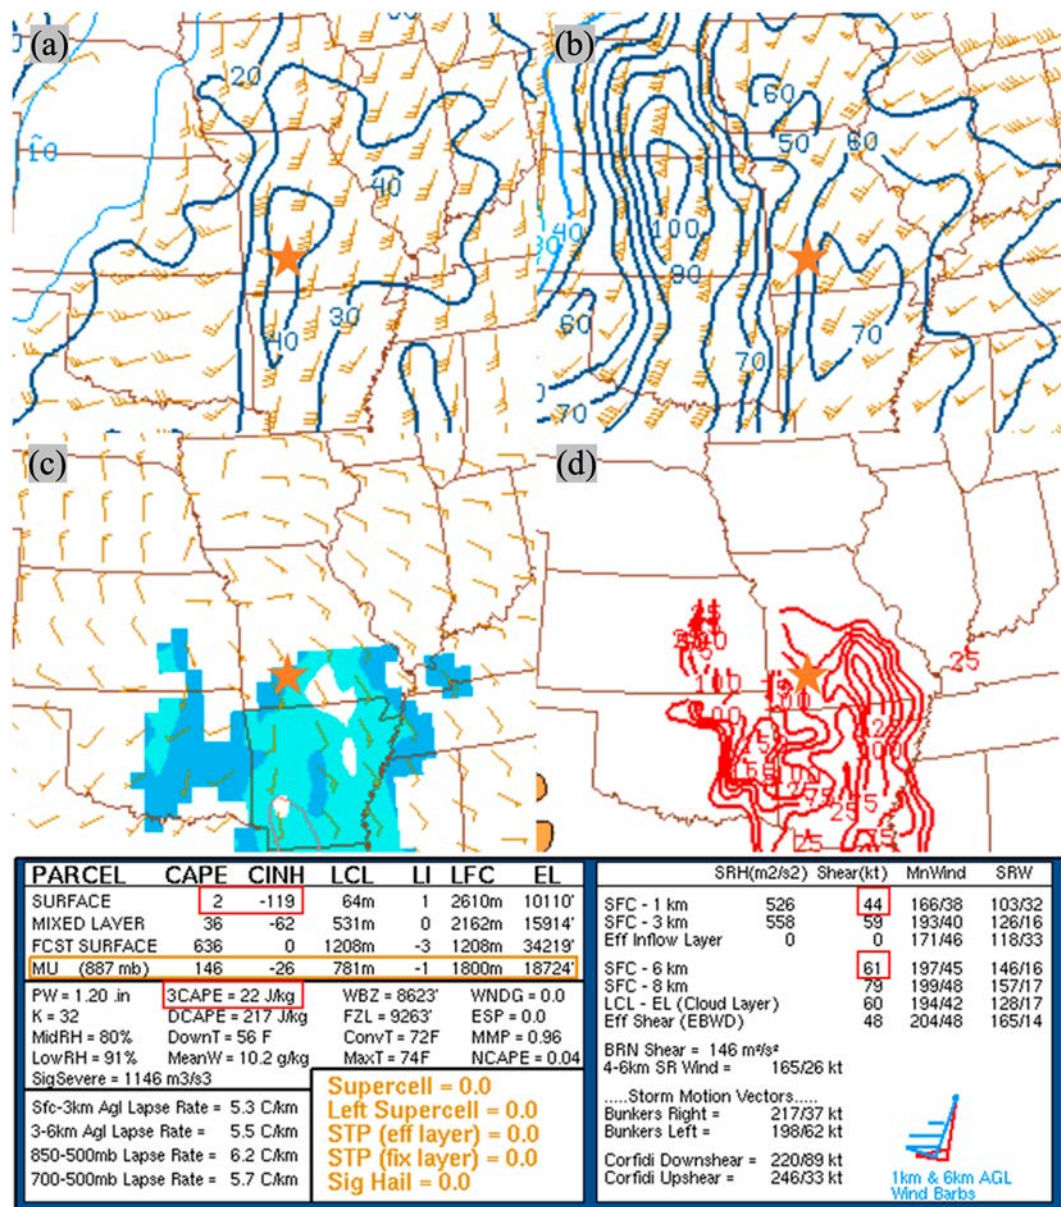 (a)
20
10
40
30
40
(b)
60
50
60
40
100
80
60
70
70
70
(c)
(d)
25
25
100
25
PARCEL CAPE CINH LCL LI LFC EL
SURFACE 2 -119 64m 1 2610m 10110'
MIXED LAYER 36 -62 531m 0 2162m 15914'
FCST SURFACE 636 0 1208m -3 1208m 34219'
MU (887 mb) 146 -26 781m -1 1800m 18724'
PW = 1.20 .in 3CAPE = 22 J/kg WBZ = 8623' WNDG = 0.0
K = 32 DCAPE = 217 J/kg FZL = 9263' ESP = 0.0
MidRH = 80% DownT = 56 F ConvT = 72F MMP = 0.96
LowRH = 91% MeanW = 10.2 g/kg MaxT = 74F NCAPE = 0.04
SigSevere = 1146 m3/s3
Sfc-3km Agl Lapse Rate = 5.3 C/km
3-6km Agl Lapse Rate = 5.5 C/km
850-500mb Lapse Rate = 6.2 C/km
700-500mb Lapse Rate = 5.7 C/km
Supercell = 0.0
Left Supercell = 0.0
STP (eff layer) = 0.0
STP (fix layer) = 0.0
Sig Hail = 0.0
SRH(m2/s2) Shear(kt) MnWind SRW
SFC - 1 km 526 44 166/38 103/32
SFC - 3 km 558 59 193/40 126/16
Eff Inflow Layer 0 0 171/46 118/33
SFC - 6 km 61 197/45 146/16
SFC - 8 km 79 199/48 157/17
LCL - EL (Cloud Layer) 60 194/42 128/17
Eff Shear (EBWD) 48 204/48 165/14
BRN Shear = 146 m²/s²
4-6km SR Wind = 165/26 kt
.....Storm Motion Vectors.....
Bunkers Right = 217/37 kt
Bunkers Left = 198/62 kt
Corfidi Downshear = 220/89 kt
Corfidi Upshear = 246/33 kt
1km & 6km AGL
Wind Barbs